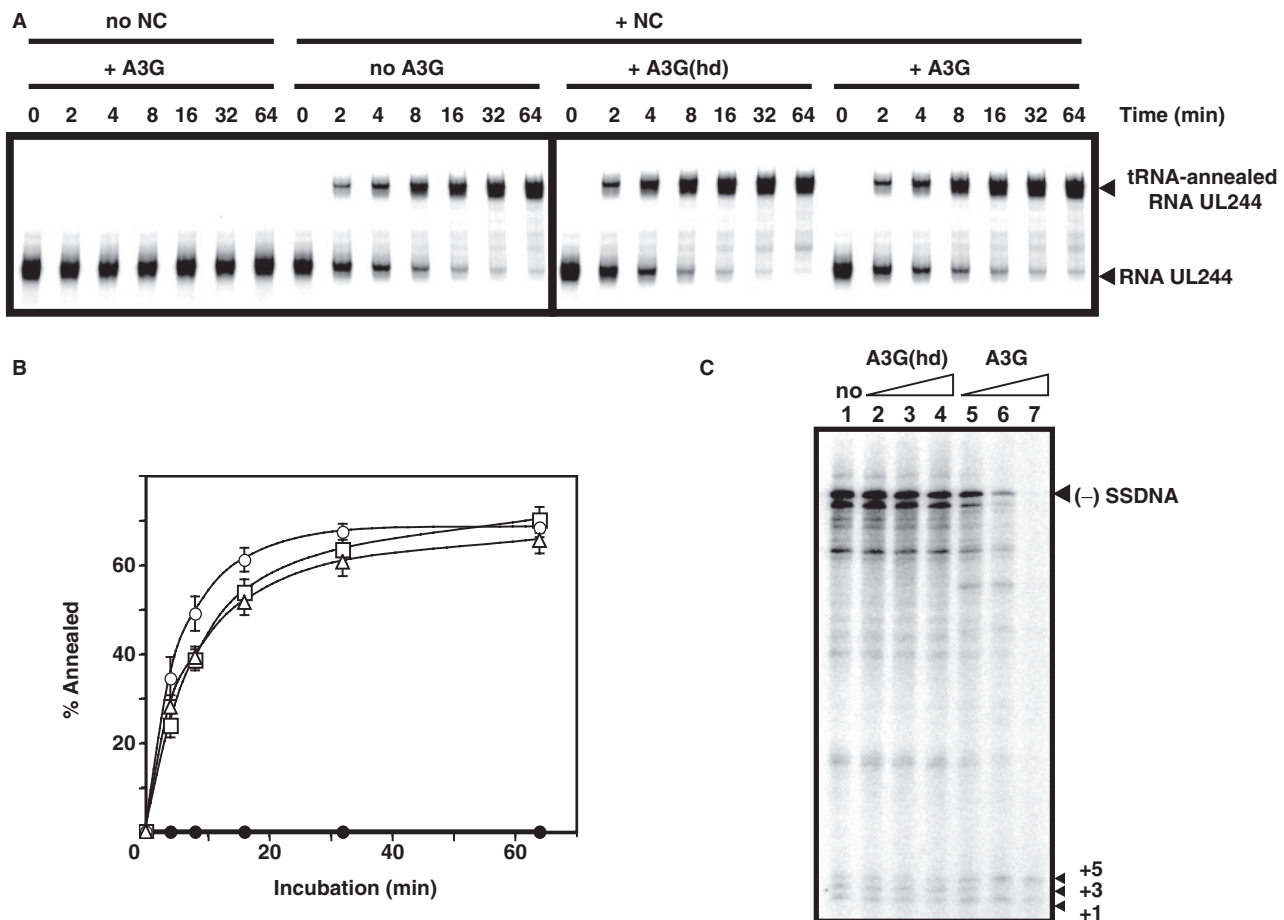 A
no NC
+ NC
+ A3G
no A3G
+ A3G(hd)
+ A3G
0 2 4 8 16 32 64 0 2 4 8 16 32 64 0 2 4 8 16 32 64 0 2 4 8 16 32 64 Time (min)
tRNA-annealed
RNA UL244
RNA UL244
B
% Annealed
60
40
20
0 20 40 60
Incubation (min)
C
A3G(hd) A3G
no
1 2 3 4 5 6 7
(−) SSDNA
+5
+3
+1